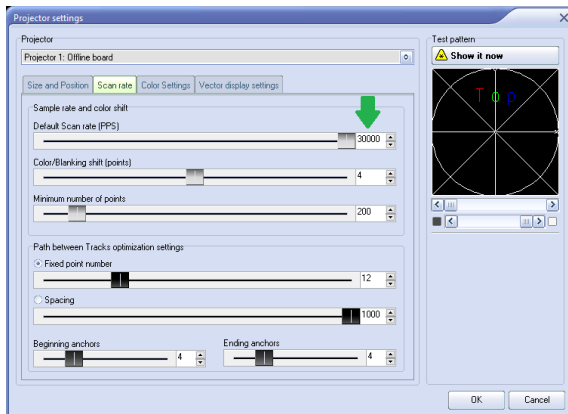 Projector settings
Projector
Projector 1: Offline board
Size and Position
Scan rate
Color Settings
Vector display settings
Sample rate and color shift
Default Scan rate (PPS)
30000
Color/Blanking shift (points)
4
Minimum number of points
200
Path between Tracks optimization settings
Fixed point number
12
Spacing
1000
Beginning anchors
4
Ending anchors
4
Test pattern
Show it now
Top
OK
Cancel